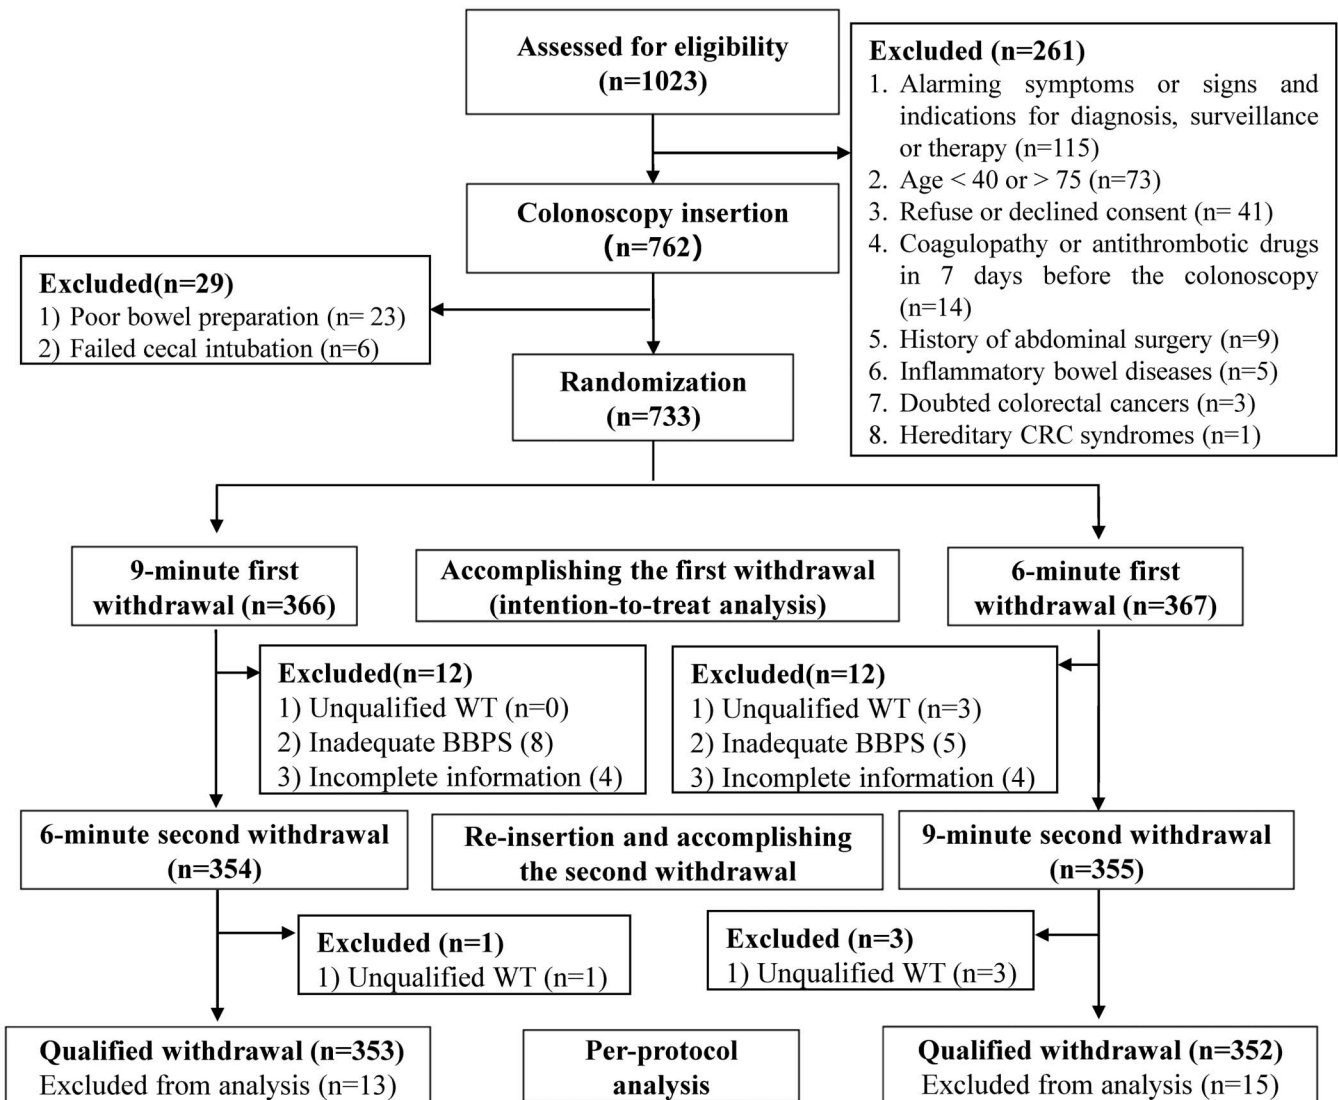 Assessed for eligibility
(n=1023)
Excluded (n=261)
1. Alarming symptoms or signs and
indications for diagnosis, surveillance
or therapy (n=115)
2. Age < 40 or > 75 (n=73)
3. Refuse or declined consent (n= 41)
4. Coagulopathy or antithrombotic drugs
in 7 days before the colonoscopy
(n=14)
5. History of abdominal surgery (n=9)
6. Inflammatory bowel diseases (n=5)
7. Doubted colorectal cancers (n=3)
8. Hereditary CRC syndromes (n=1)
Colonoscopy insertion
(n=762)
Excluded(n=29)
1) Poor bowel preparation (n= 23)
2) Failed cecal intubation (n=6)
Randomization
(n=733)
9-minute first
withdrawal (n=366)
Accomplishing the first withdrawal
(intention-to-treat analysis)
6-minute first
withdrawal (n=367)
Excluded(n=12)
1) Unqualified WT (n=0)
2) Inadequate BBPS (8)
3) Incomplete information (4)
Excluded(n=12)
1) Unqualified WT (n=3)
2) Inadequate BBPS (5)
3) Incomplete information (4)
6-minute second withdrawal
(n=354)
Re-insertion and accomplishing
the second withdrawal
9-minute second withdrawal
(n=355)
Excluded (n=1)
1) Unqualified WT (n=1)
Excluded (n=3)
1) Unqualified WT (n=3)
Qualified withdrawal (n=353)
Excluded from analysis (n=13)
Per-protocol
analysis
Qualified withdrawal (n=352)
Excluded from analysis (n=15)